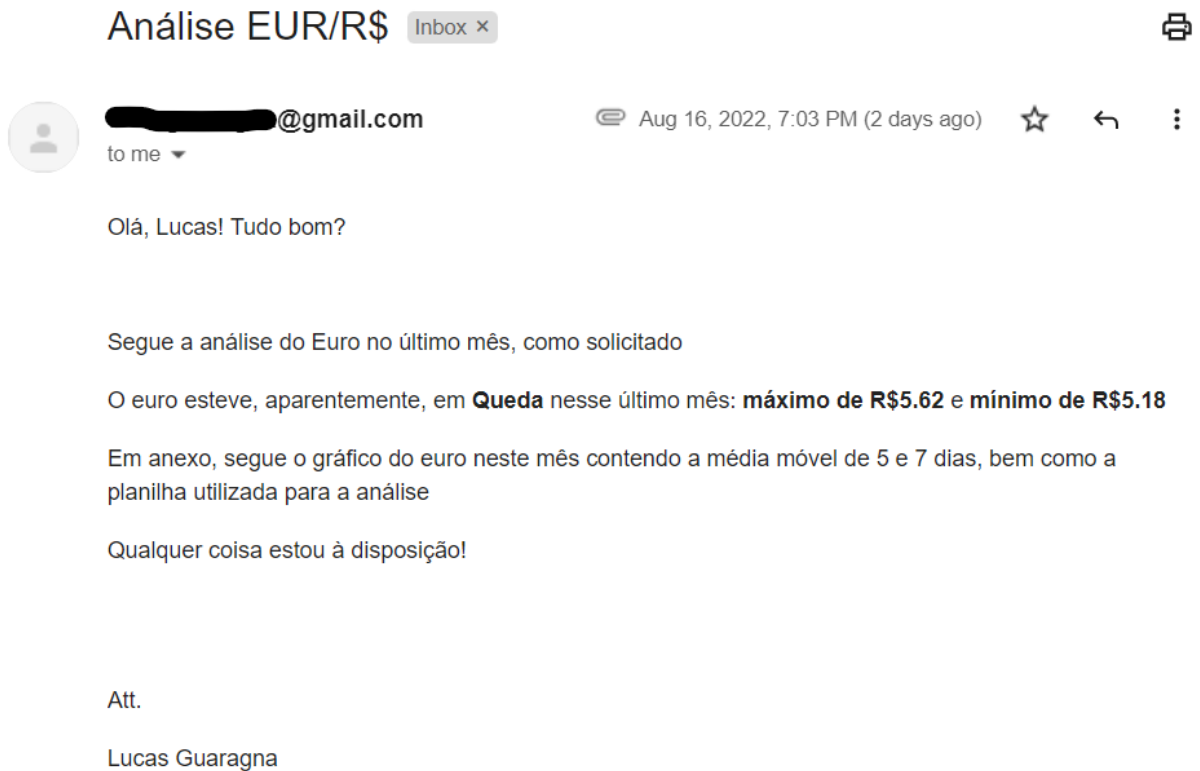 Análise EUR/R$ Inbox ×
@gmail.com Aug 16, 2022, 7:03 PM (2 days ago)
to me
Olá, Lucas! Tudo bom?
Segue a análise do Euro no último mês, como solicitado
O euro esteve, aparentemente, em Queda nesse último mês: máximo de R$5.62 e mínimo de R$5.18
Em anexo, segue o gráfico do euro neste mês contendo a média móvel de 5 e 7 dias, bem como a
planilha utilizada para a análise
Qualquer coisa estou à disposição!
Att.
Lucas Guaragna